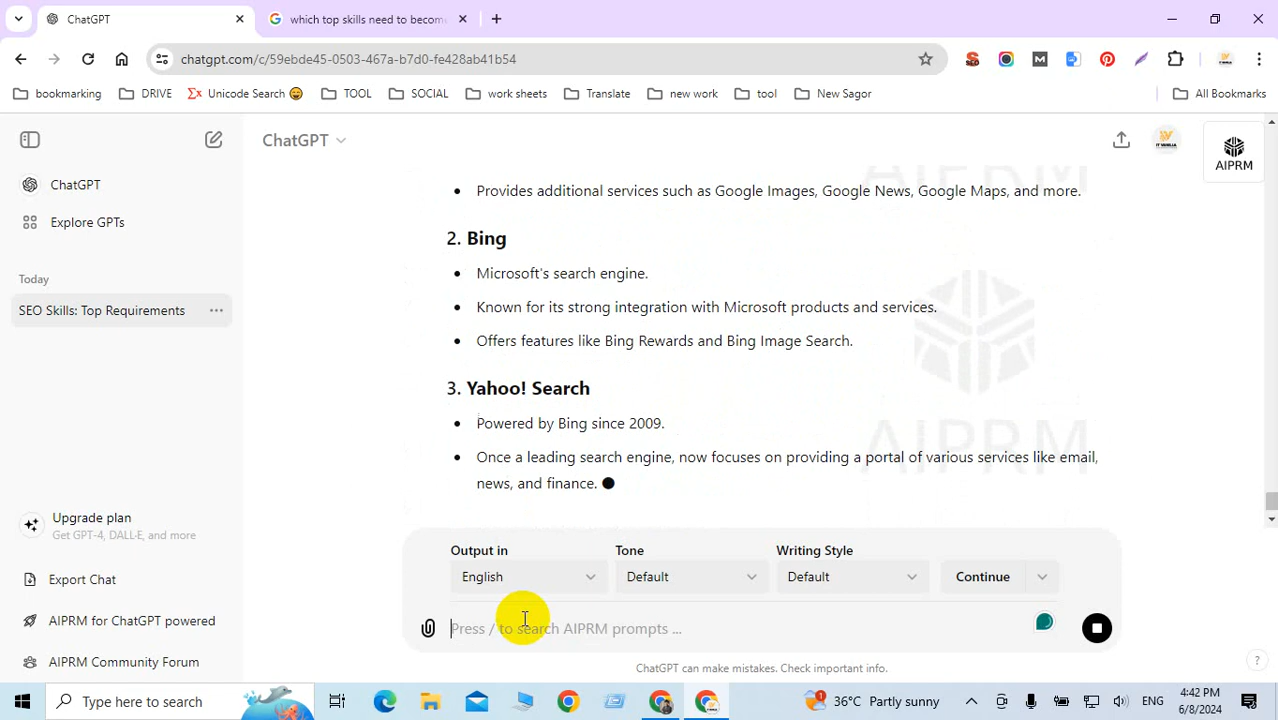 ChatGPT
which top skills need to becom
chatgpt.com/c/59ebde45-0503-467a-b7d0-fe428ab41b54
bookmarking
DRIVE
Unicode Search
TOOL
SOCIAL
work sheets
Translate
new work
tool
New Sagor
All Bookmarks
ChatGPT
AIPRM
ChatGPT
Explore GPTs
Today
SEO Skills: Top Requirements
Provides additional services such as Google Images, Google News, Google Maps, and more.
2. Bing
Microsoft's search engine.
Known for its strong integration with Microsoft products and services.
Offers features like Bing Rewards and Bing Image Search.
3. Yahoo! Search
Powered by Bing since 2009.
Once a leading search engine, now focuses on providing a portal of various services like email,
news, and finance.
AIPRM
Upgrade plan
Get GPT-4, DALL·E, and more
Export Chat
AIPRM for ChatGPT powered
AIPRM Community Forum
Output in
Tone
Writing Style
English
Default
Default
Continue
Press / to search AIPRM prompts ...
ChatGPT can make mistakes. Check important info.
?
Type here to search
1
36°C Partly sunny
ENG
4:42 PM
6/8/2024